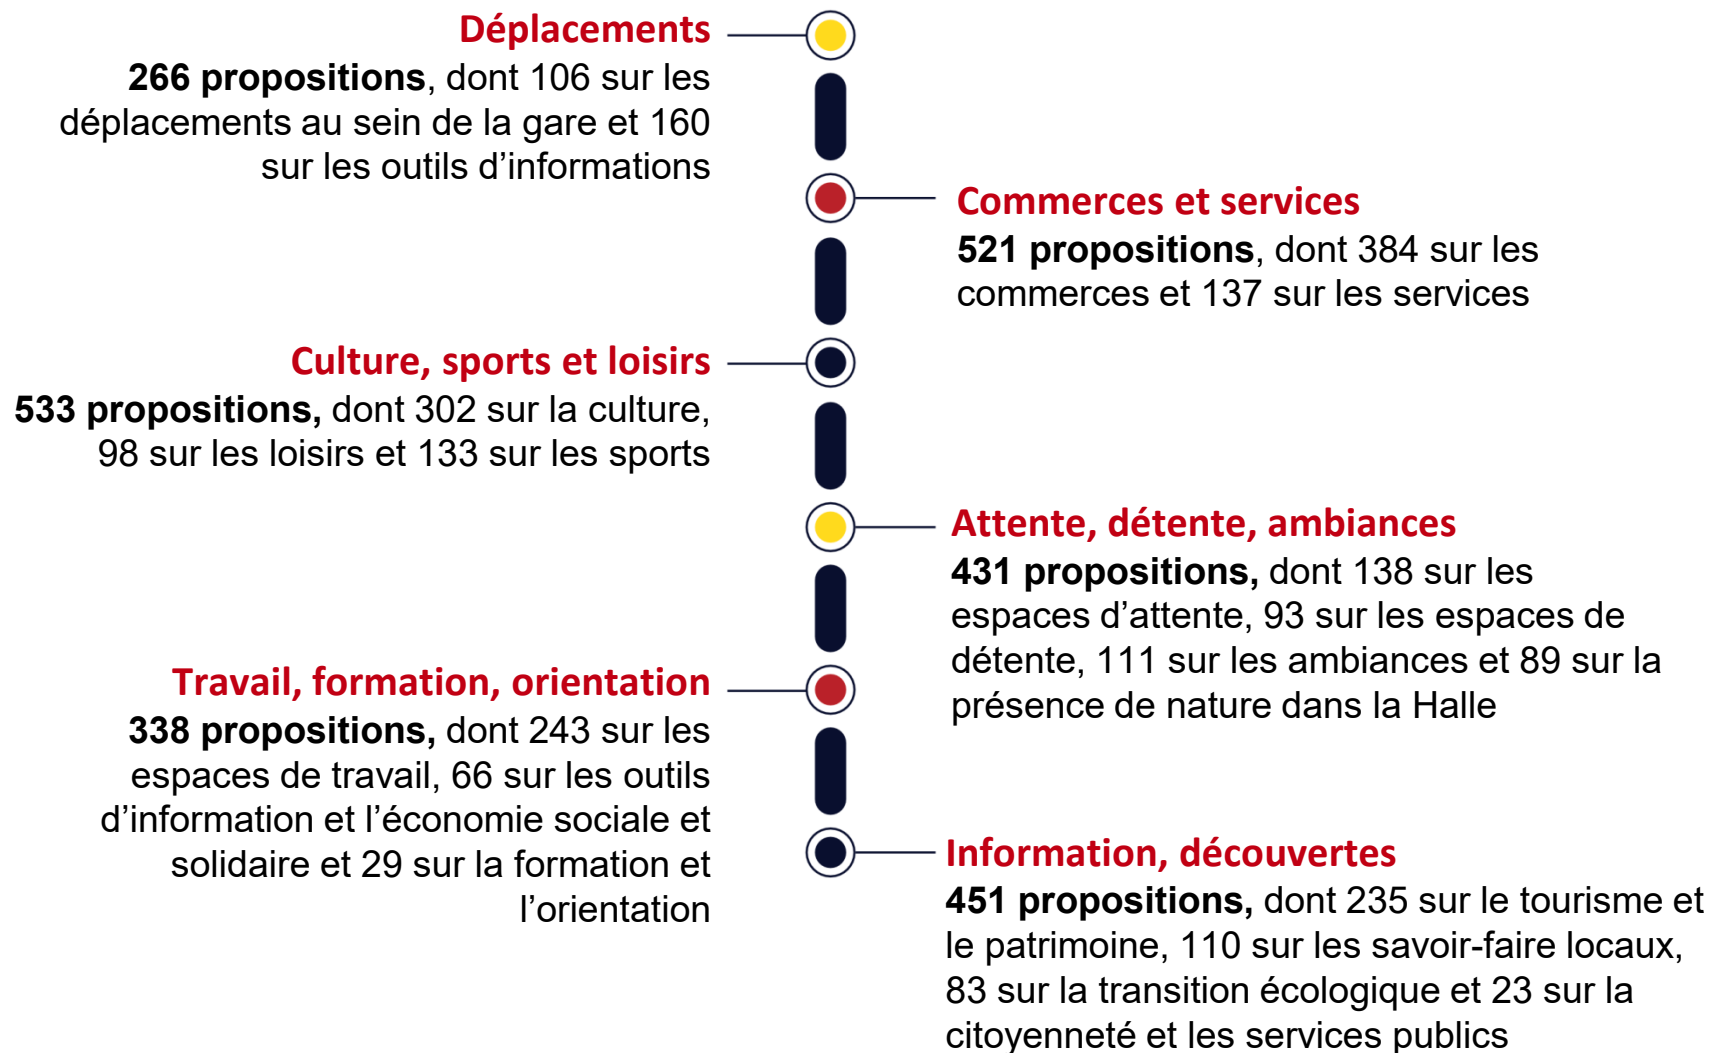 Déplacements
266 propositions, dont 106 sur les
déplacements au sein de la gare et 160
sur les outils d’informations
Commerces et services
521 propositions, dont 384 sur les
commerces et 137 sur les services
Culture, sports et loisirs
533 propositions, dont 302 sur la culture,
98 sur les loisirs et 133 sur les sports
Attente, détente, ambiances
431 propositions, dont 138 sur les
espaces d’attente, 93 sur les espaces de
détente, 111 sur les ambiances et 89 sur la
présence de nature dans la Halle
Travail, formation, orientation
338 propositions, dont 243 sur les
espaces de travail, 66 sur les outils
d’information et l’économie sociale et
solidaire et 29 sur la formation et
l’orientation
Information, découvertes
451 propositions, dont 235 sur le tourisme et
le patrimoine, 110 sur les savoir-faire locaux,
83 sur la transition écologique et 23 sur la
citoyenneté et les services publics